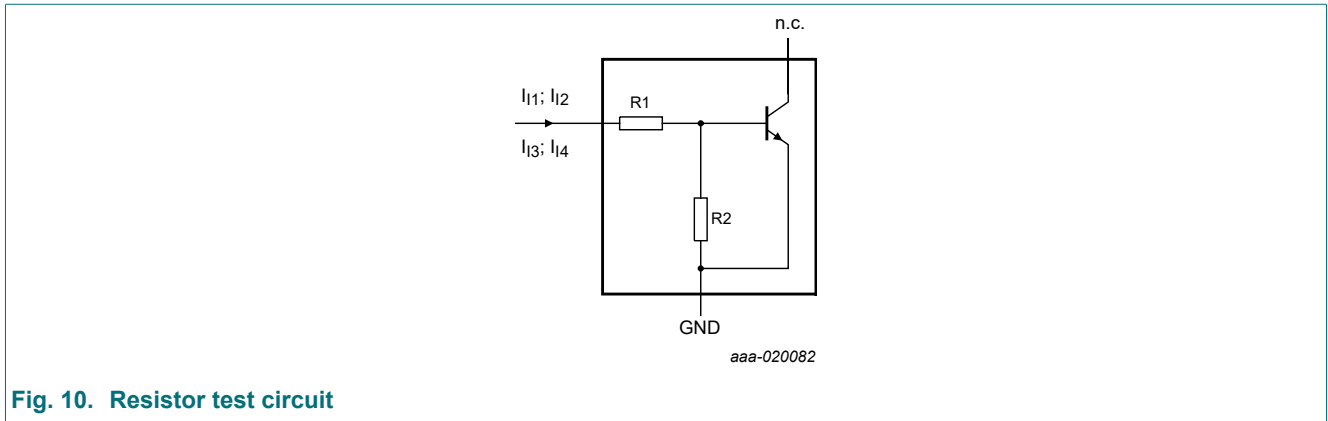 n.c.
I_I1; I_I2
R1
I_I3; I_I4
R2
GND
aaa-020082
Fig. 10. Resistor test circuit